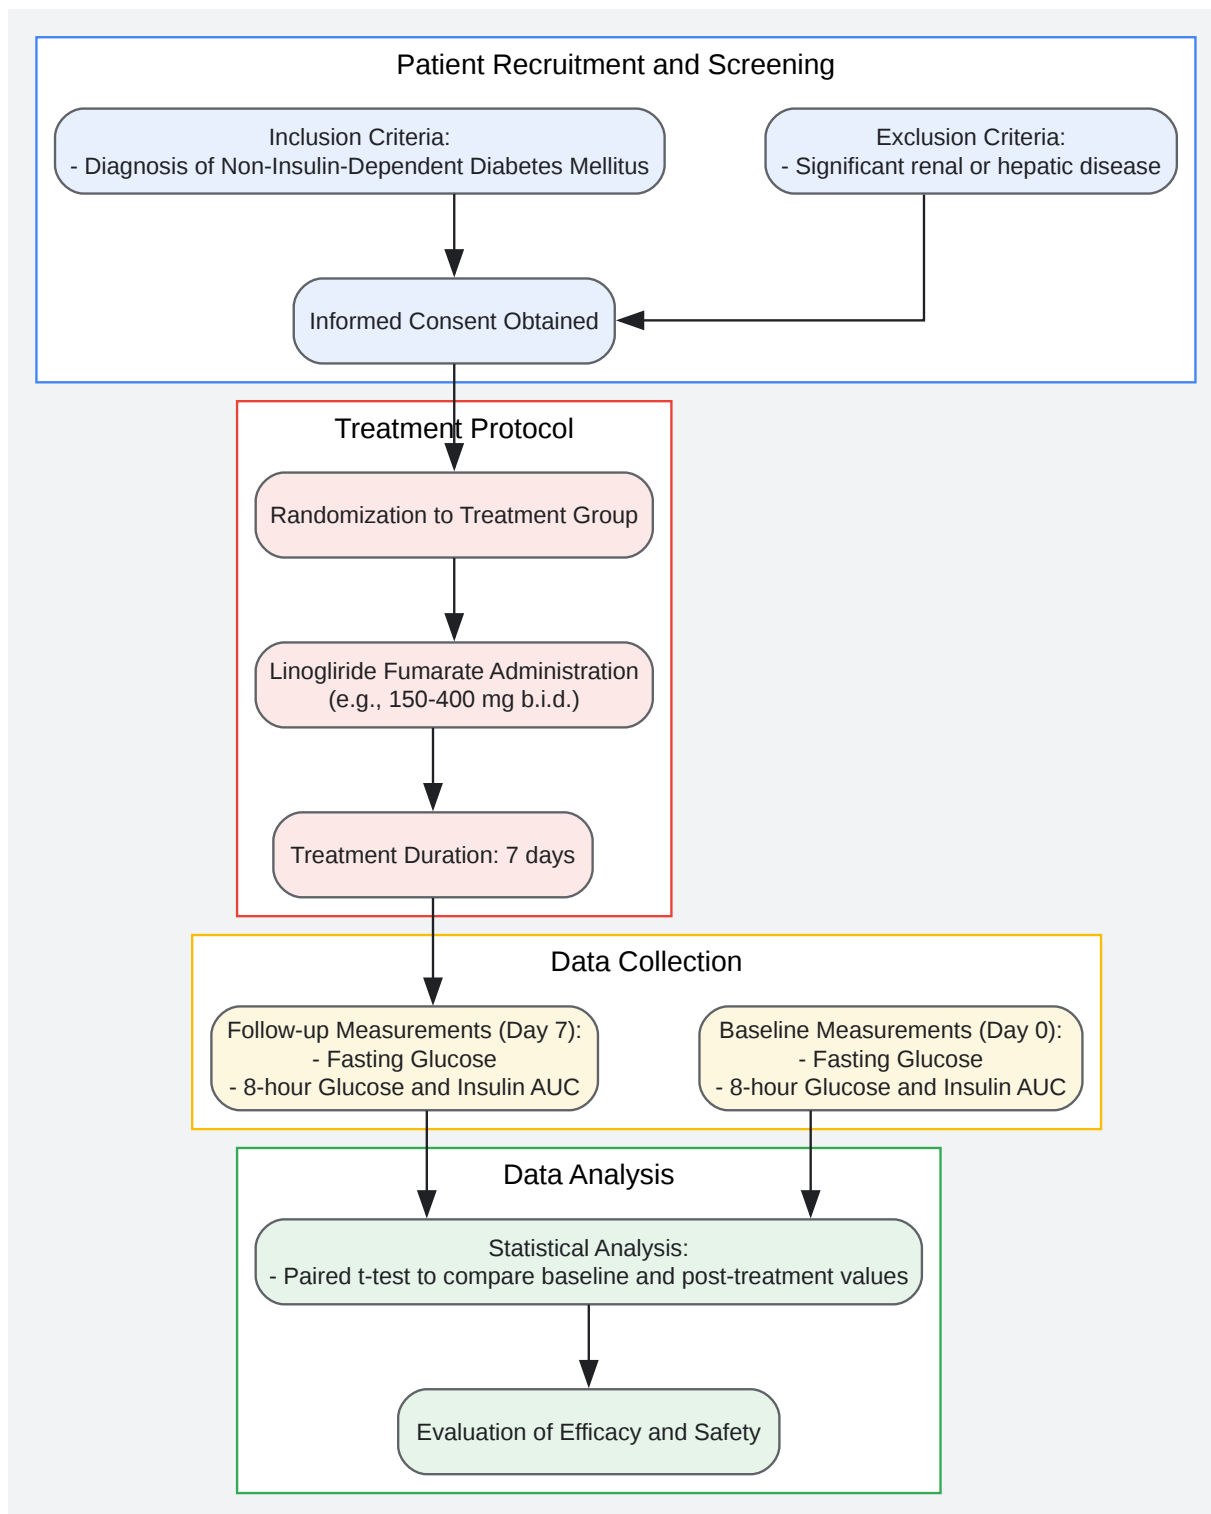 Patient Recruitment and Screening
Inclusion Criteria:
- Diagnosis of Non-Insulin-Dependent Diabetes Mellitus
Exclusion Criteria:
- Significant renal or hepatic disease
Informed Consent Obtained
Treatment Protocol
Randomization to Treatment Group
Linogliride Fumarate Administration
(e.g., 150-400 mg b.i.d.)
Treatment Duration: 7 days
Data Collection
Follow-up Measurements (Day 7):
- Fasting Glucose
- 8-hour Glucose and Insulin AUC
Baseline Measurements (Day 0):
- Fasting Glucose
- 8-hour Glucose and Insulin AUC
Data Analysis
Statistical Analysis:
- Paired t-test to compare baseline and post-treatment values
Evaluation of Efficacy and Safety